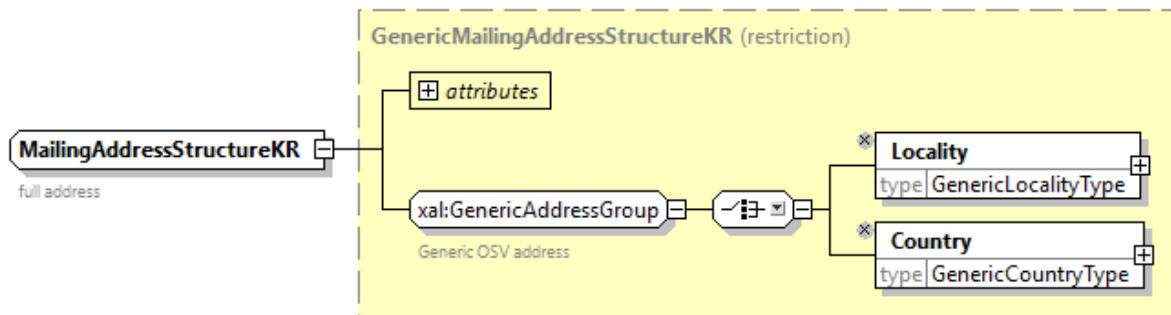 GenericMailingAddressStructureKR (restriction)
attributes
MailingAddressStructureKR
full address
Locality
type GenericLocalityType
xal:GenericAddressGroup
Generic OSV address
Country
type GenericCountryType